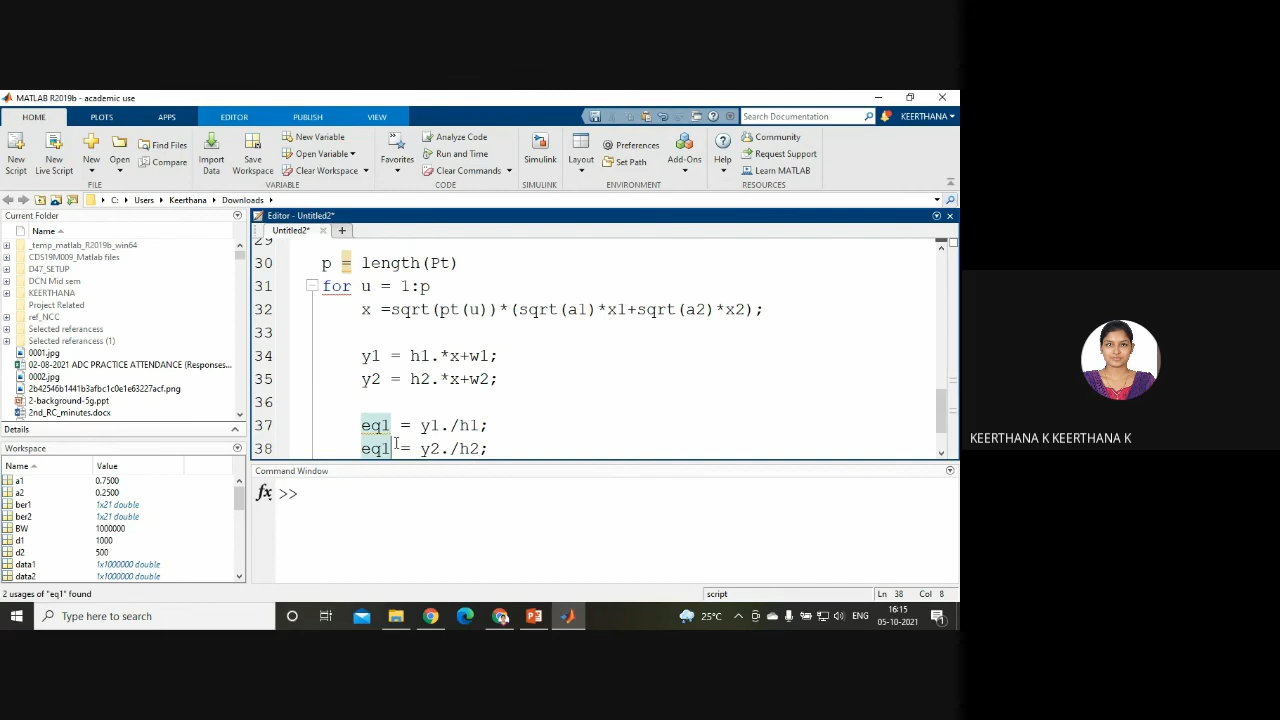 MATLAB R2019b - academic use
HOME PLOTS APPS EDITOR PUBLISH VIEW Search Documentation KEERTHANA
New Script
New Live Script
New
Open
Find Files
Compare
FILE
Import Data
Save Workspace
New Variable
Open Variable
Clear Workspace
VARIABLE
Favorites
Analyze Code
Run and Time
Clear Commands
CODE
Simulink
SIMULINK
Layout
Preferences
Set Path
Add-Ons
ENVIRONMENT
Help
Community
Request Support
Learn MATLAB
RESOURCES
C: Users Keerthana Downloads
Current Folder
Name
_temp_matlab_R2019b_win64
CDS19M009_Matlab files
D47_SETUP
DCN Mid sem
KEERTHANA
Project Related
ref_NCC
Selected referencess
Selected referencess (1)
0001.jpg
02-08-2021 ADC PRACTICE ATTENDANCE (Responses...
0002.jpg
2b42546b1441b3afbc1c0e1e63227acf.png
2-background-5g.ppt
2nd_RC_minutes.docx
Details
Workspace
Name Value
a1 0.7500
a2 0.2500
ber1 1x21 double
ber2 1x21 double
BW 1000000
d1 1000
d2 500
data1 1x1000000 double
data2 1x1000000 double
2 usages of "eq1" found
Editor - Untitled2*
Untitled2*
29
30 p = length(Pt)
31 for u = 1:p
32 x =sqrt(pt(u))*(sqrt(a1)*x1+sqrt(a2)*x2);
33
34 y1 = h1.*x+w1;
35 y2 = h2.*x+w2;
36
37 eq1 = y1./h1;
38 eq1 = y2./h2;
Command Window
fx >>
script Ln 38 Col 8
Type here to search
25°C ENG 16:15
05-10-2021
1
KEERTHANA K KEERTHANA K